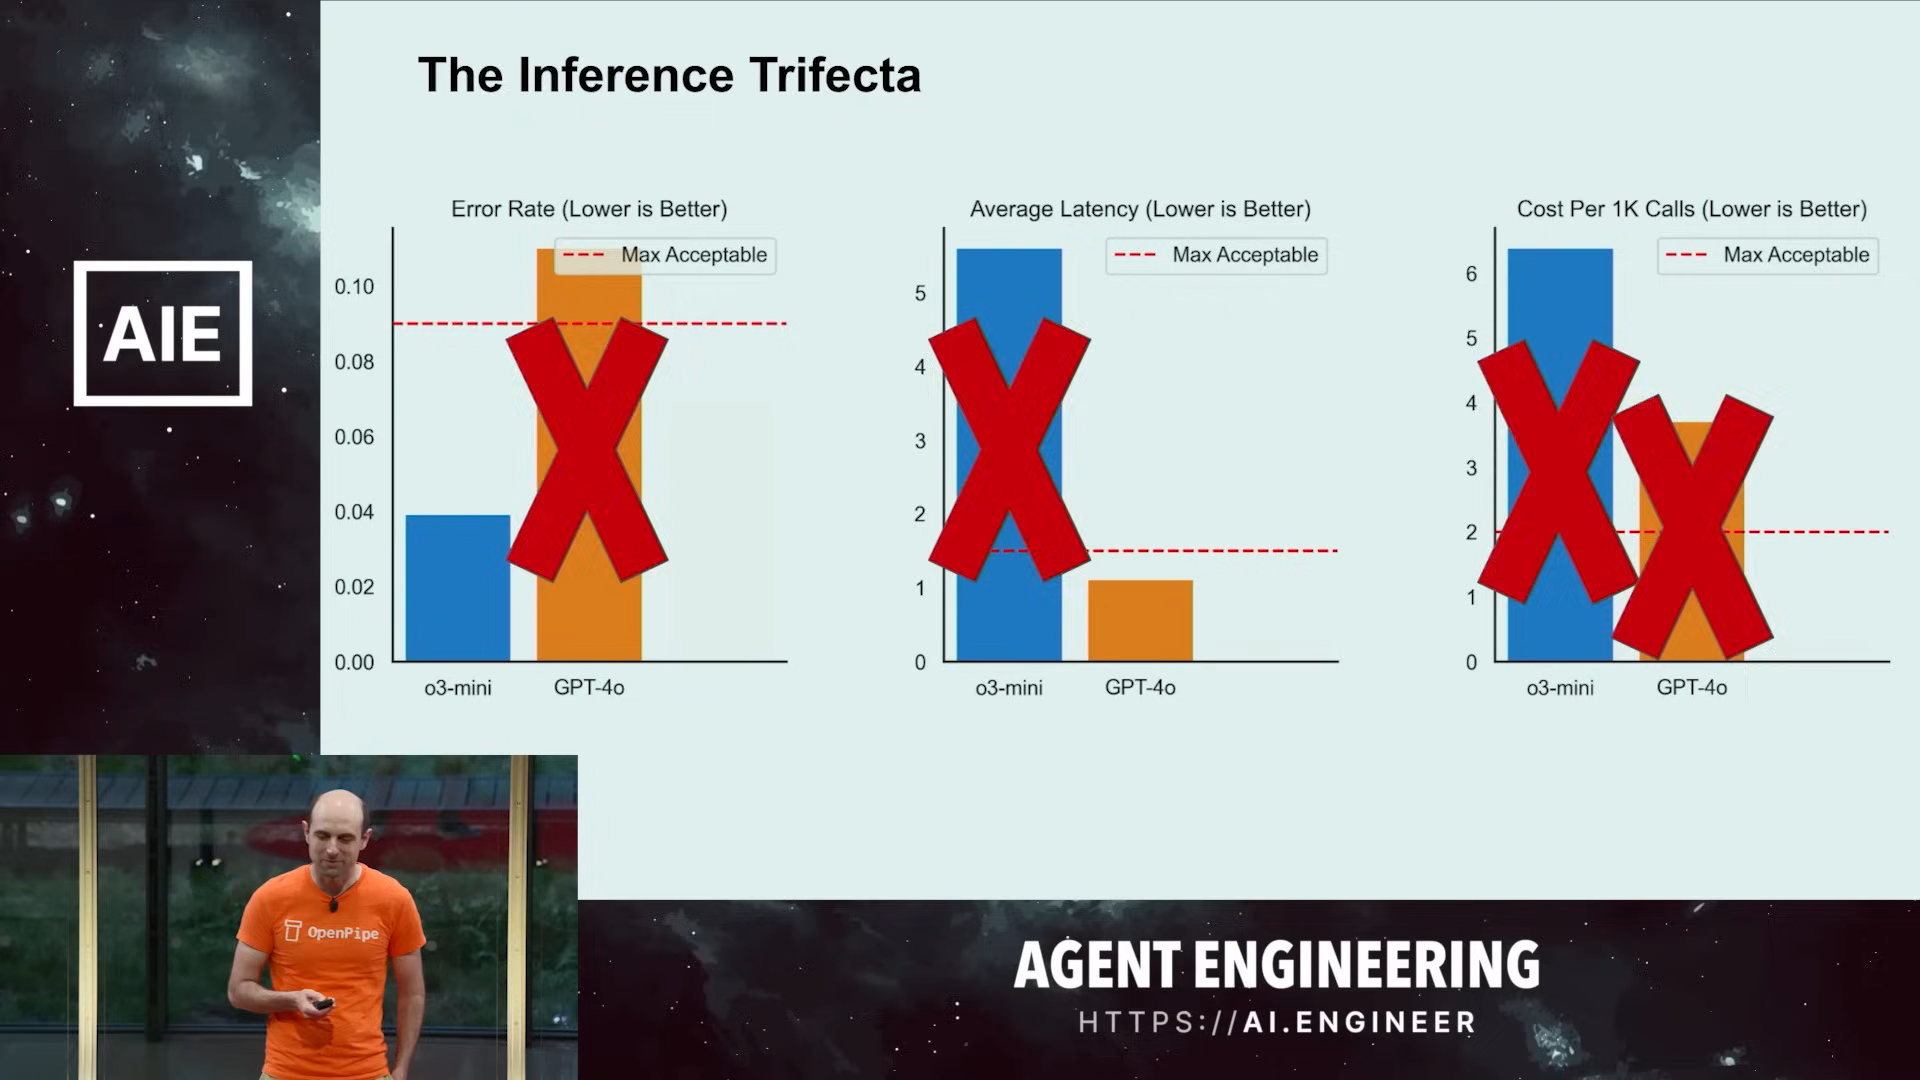 The Inference Trifecta
AIE
Error Rate (Lower is Better)
Max Acceptable
0.10
0.08
0.06
0.04
0.02
0.00
o3-mini
GPT-4o
Average Latency (Lower is Better)
Max Acceptable
5
4
3
2
1
0
o3-mini
GPT-4o
Cost Per 1K Calls (Lower is Better)
Max Acceptable
6
5
4
3
2
1
0
o3-mini
GPT-4o
OpenPipe
AGENT ENGINEERING
HTTPS://AI.ENGINEER